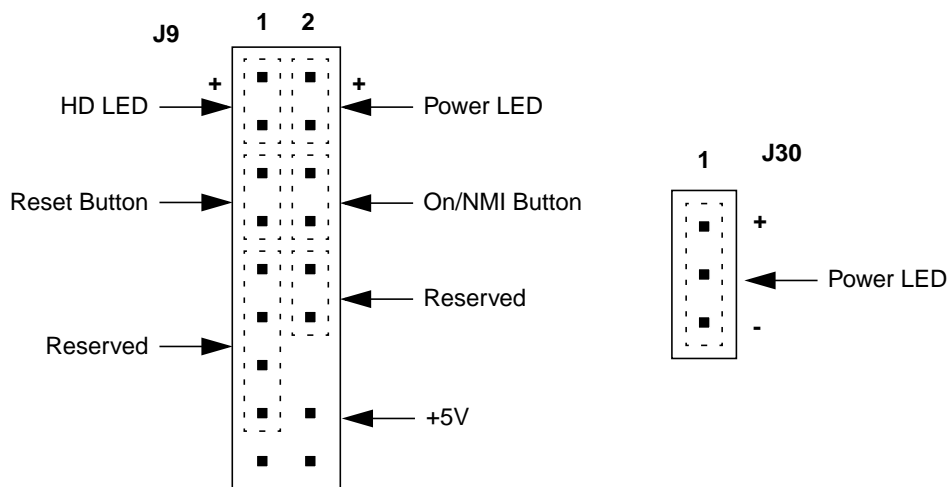 1 2
J9
+ +
HD LED Power LED
1 J30
Reset Button On/NMI Button
+
Power LED
Reserved
Reserved
-
+5V